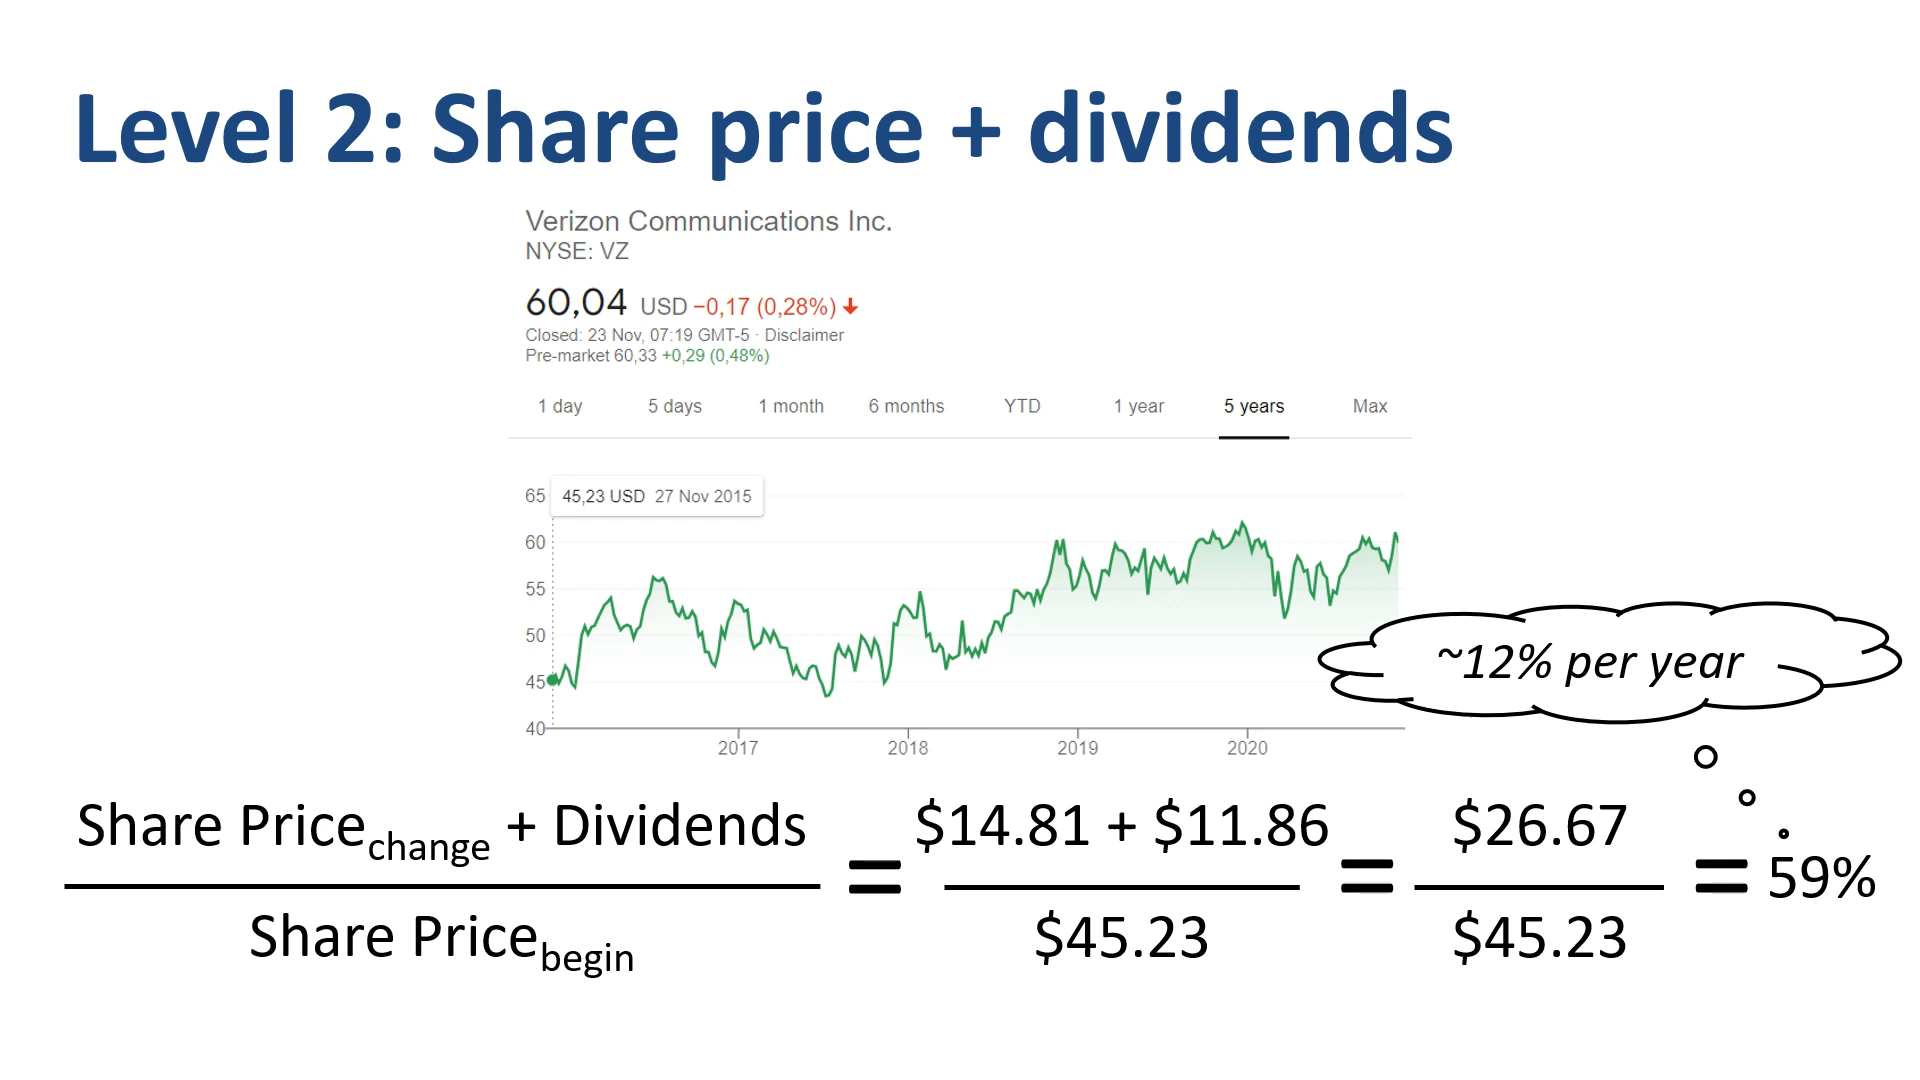 Level 2: Share price + dividends
Verizon Communications Inc.
NYSE: VZ
60,04 USD −0,17 (0,28%)
Closed: 23 Nov, 07:19 GMT-5 · Disclaimer
Pre-market 60,33 +0,29 (0,48%)
1 day 5 days 1 month 6 months YTD 1 year 5 years Max
65
45,23 USD 27 Nov 2015
60
55
50
45
40
2017 2018 2019 2020
~12% per year
Share Pricechange + Dividends
Share Pricebegin
=
$14.81 + $11.86
$45.23
=
$26.67
$45.23
= 59%